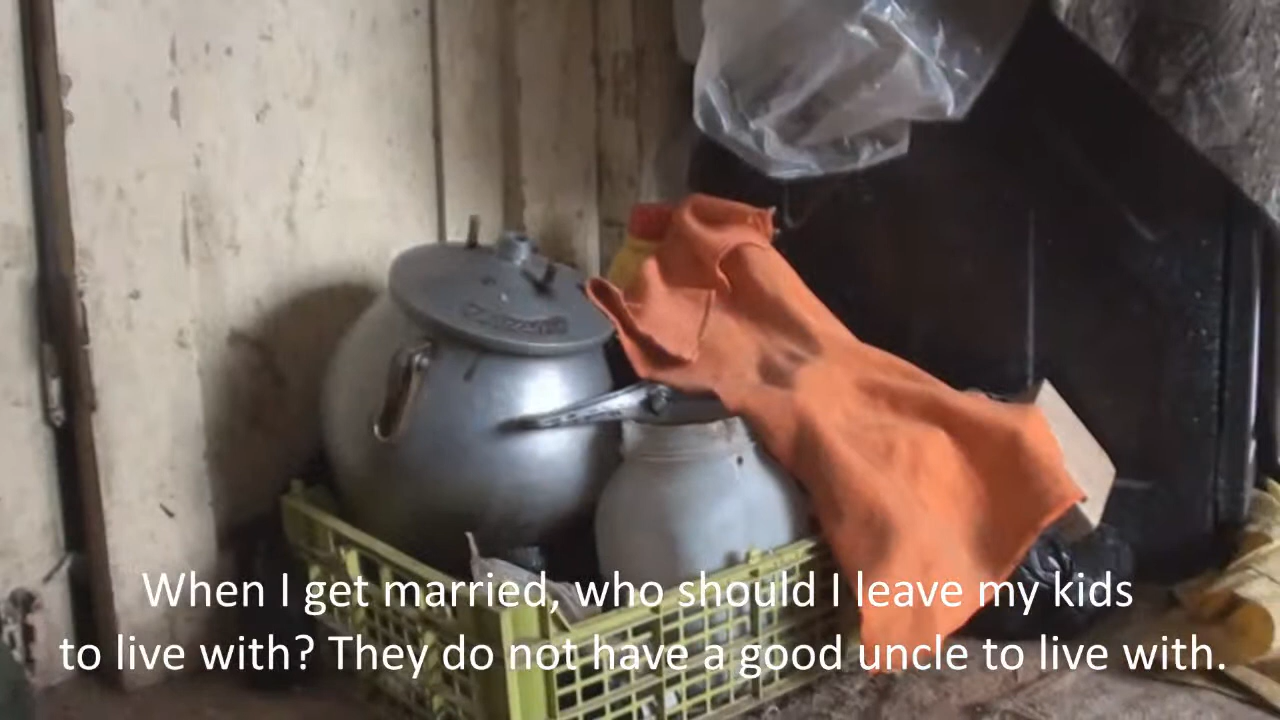 When I get married, who should I leave my kids
to live with? They do not have a good uncle to live with.